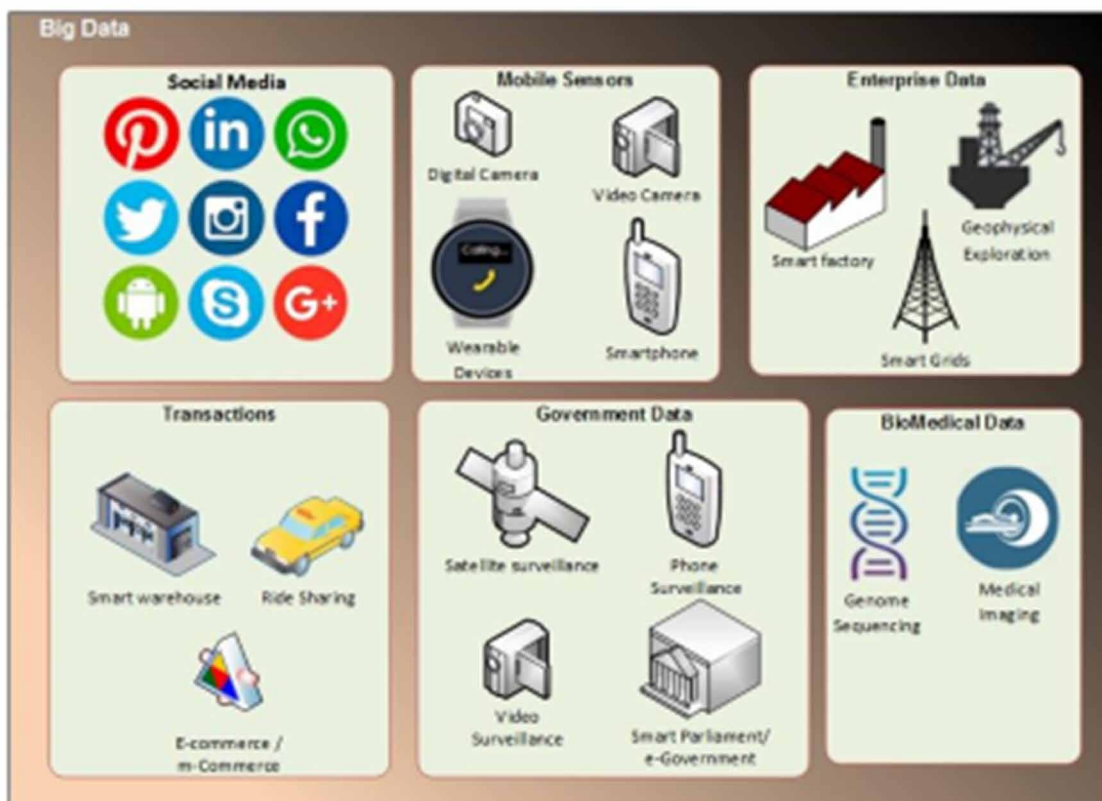 Big Data
Social Media
in
f
G+
Mobile Sensors
Digital Camera
Video Camera
Calling...
Wearable
Devices
Smartphone
Enterprise Data
Smart factory
Geophysical
Exploration
Smart Grids
Transactions
Smart warehouse
Ride Sharing
E-commerce /
m-Commerce
Government Data
Satellite surveillance
Phone
Surveillance
Video
Surveillance
Smart Parliament/
e-Government
BioMedical Data
Genome
Sequencing
Medical
Imaging